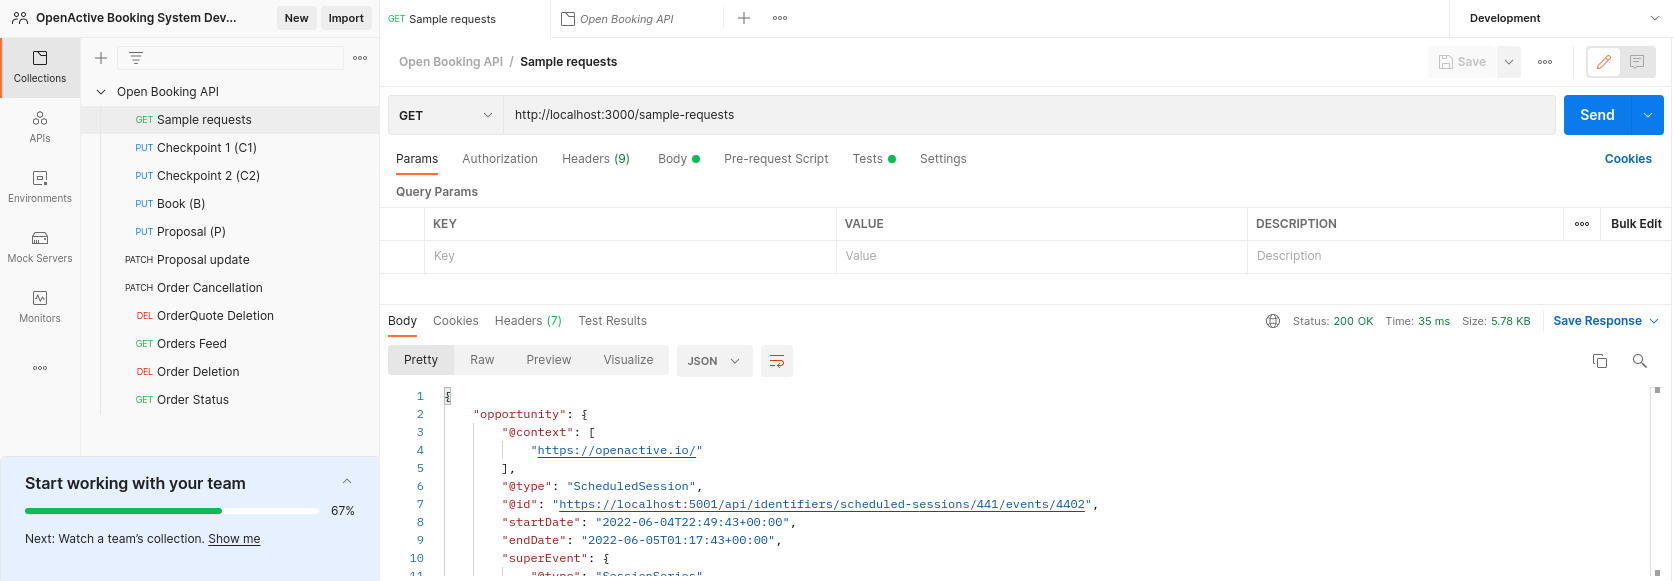 OpenActive Booking System Dev...
New
Import
GET Sample requests
Open Booking API
Development
Collections
APIs
Environments
Mock Servers
Monitors
Open Booking API
GET Sample requests
PUT Checkpoint 1 (C1)
PUT Checkpoint 2 (C2)
PUT Book (B)
PUT Proposal (P)
PATCH Proposal update
PATCH Order Cancellation
DEL OrderQuote Deletion
GET Orders Feed
DEL Order Deletion
GET Order Status
Start working with your team
67%
Next: Watch a team's collection. Show me
Open Booking API / Sample requests
Save
GET
http://localhost:3000/sample-requests
Send
Params Authorization Headers (9) Body Pre-request Script Tests Settings
Cookies
Query Params
KEY VALUE DESCRIPTION Bulk Edit
Key Value Description
Body Cookies Headers (7) Test Results
Status: 200 OK Time: 35 ms Size: 5.78 KB
Save Response
Pretty Raw Preview Visualize JSON
1 {
2 "opportunity": {
3 "@context": [
4 "https://openactive.io/"
5 ],
6 "@type": "ScheduledSession",
7 "@id": "https://localhost:5001/api/identifiers/scheduled-sessions/441/events/4402",
8 "startDate": "2022-06-04T22:49:43+00:00",
9 "endDate": "2022-06-05T01:17:43+00:00",
10 "superEvent": {
11 "@type": "SessionSeries",